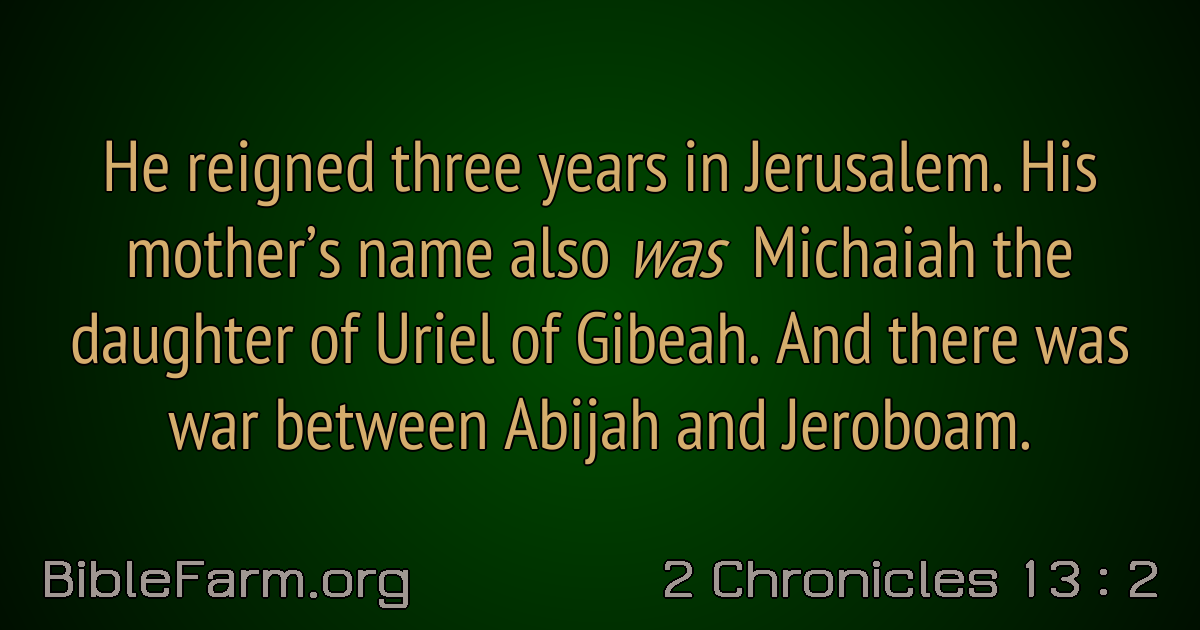 He reigned three years in Jerusalem. His
mother’s name also was Michaiah the
daughter of Uriel of Gibeah. And there was
war between Abijah and Jeroboam.
BibleFarm.org
2 Chronicles 13 : 2